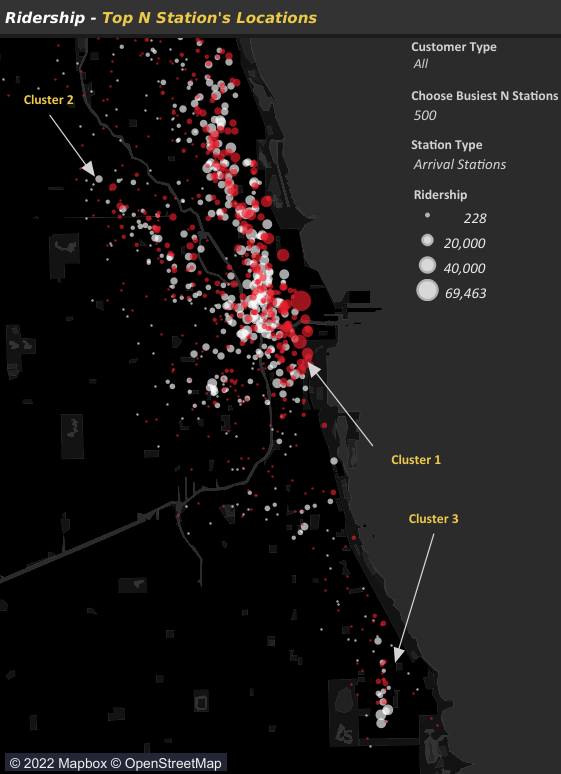 Ridership - Top N Station's Locations
Customer Type
All
Cluster 2
Choose Busiest N Stations
500
Station Type
Arrival Stations
Ridership
228
20,000
40,000
69,463
Cluster 1
Cluster 3
© 2022 Mapbox © OpenStreetMap